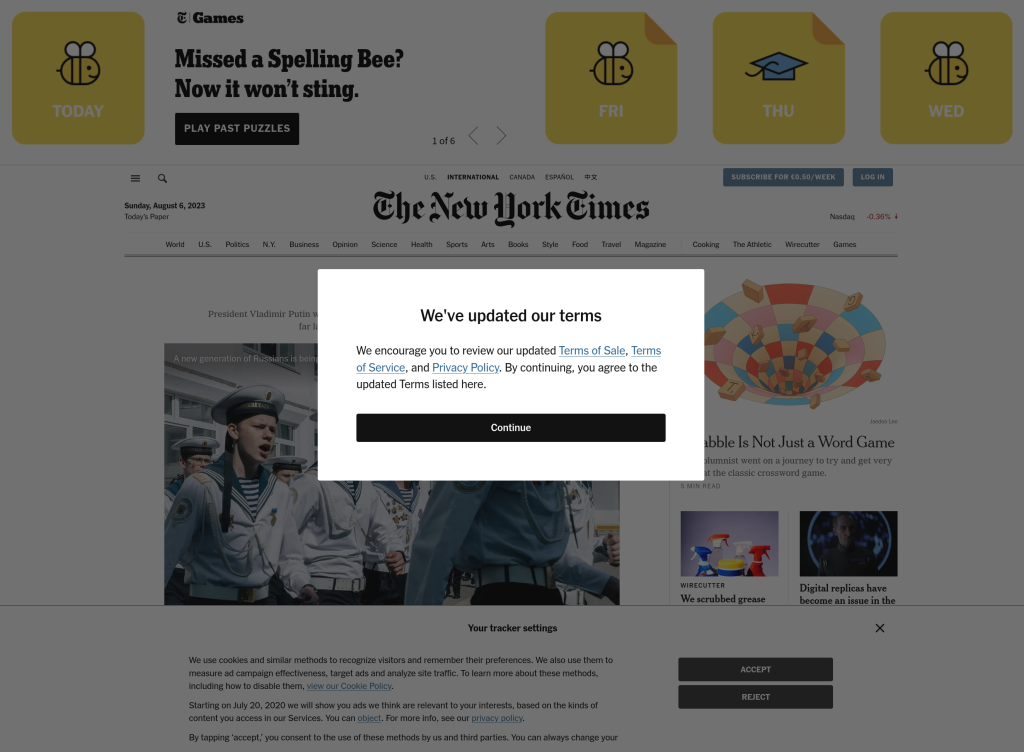 Games
Missed a Spelling Bee?
Now it won't sting.
PLAY PAST PUZZLES
1 of 6
TODAY
FRI
THU
WED
U.S. INTERNATIONAL CANADA ESPAÑOL 中文
SUBSCRIBE FOR €0.50/WEEK
LOG IN
Sunday, August 6, 2023
Today's Paper
The New York Times
Nasdaq -0.36%
World U.S. Politics N.Y. Business Opinion Science Health Sports Arts Books Style Food Travel Magazine Cooking The Athletic Wirecutter Games
President Vladimir Putin
far
A new generation of Russians is being
We've updated our terms
We encourage you to review our updated Terms of Sale, Terms
of Service, and Privacy Policy. By continuing, you agree to the
updated Terms listed here.
Continue
abble Is Not Just a Word Game
olumnist went on a journey to try and get very
at the classic crossword game.
5 MIN READ
WIRECUTTER
We scrubbed grease
Digital replicas have
become an issue in the
Your tracker settings
We use cookies and similar methods to recognize visitors and remember their preferences. We also use them to
measure ad campaign effectiveness, target ads and analyze site traffic. To learn more about these methods,
including how to disable them, view our Cookie Policy.
Starting on July 20, 2020 we will show you ads we think are relevant to your interests, based on the kinds of
content you access in our Services. You can object. For more info, see our privacy policy.
By tapping 'accept,' you consent to the use of these methods by us and third parties. You can always change your
ACCEPT
REJECT